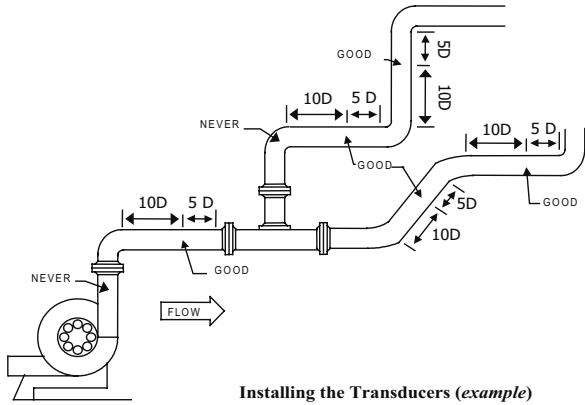 GOOD
5D
10D
10D 5 D
NEVER
GOOD
10D 5 D
GOOD
5D
10D
10D 5 D
GOOD
NEVER
FLOW
Installing the Transducers (example)